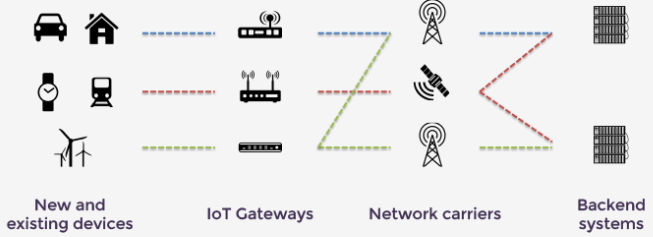 New and
existing devices
IoT Gateways
Network carriers
Backend
systems